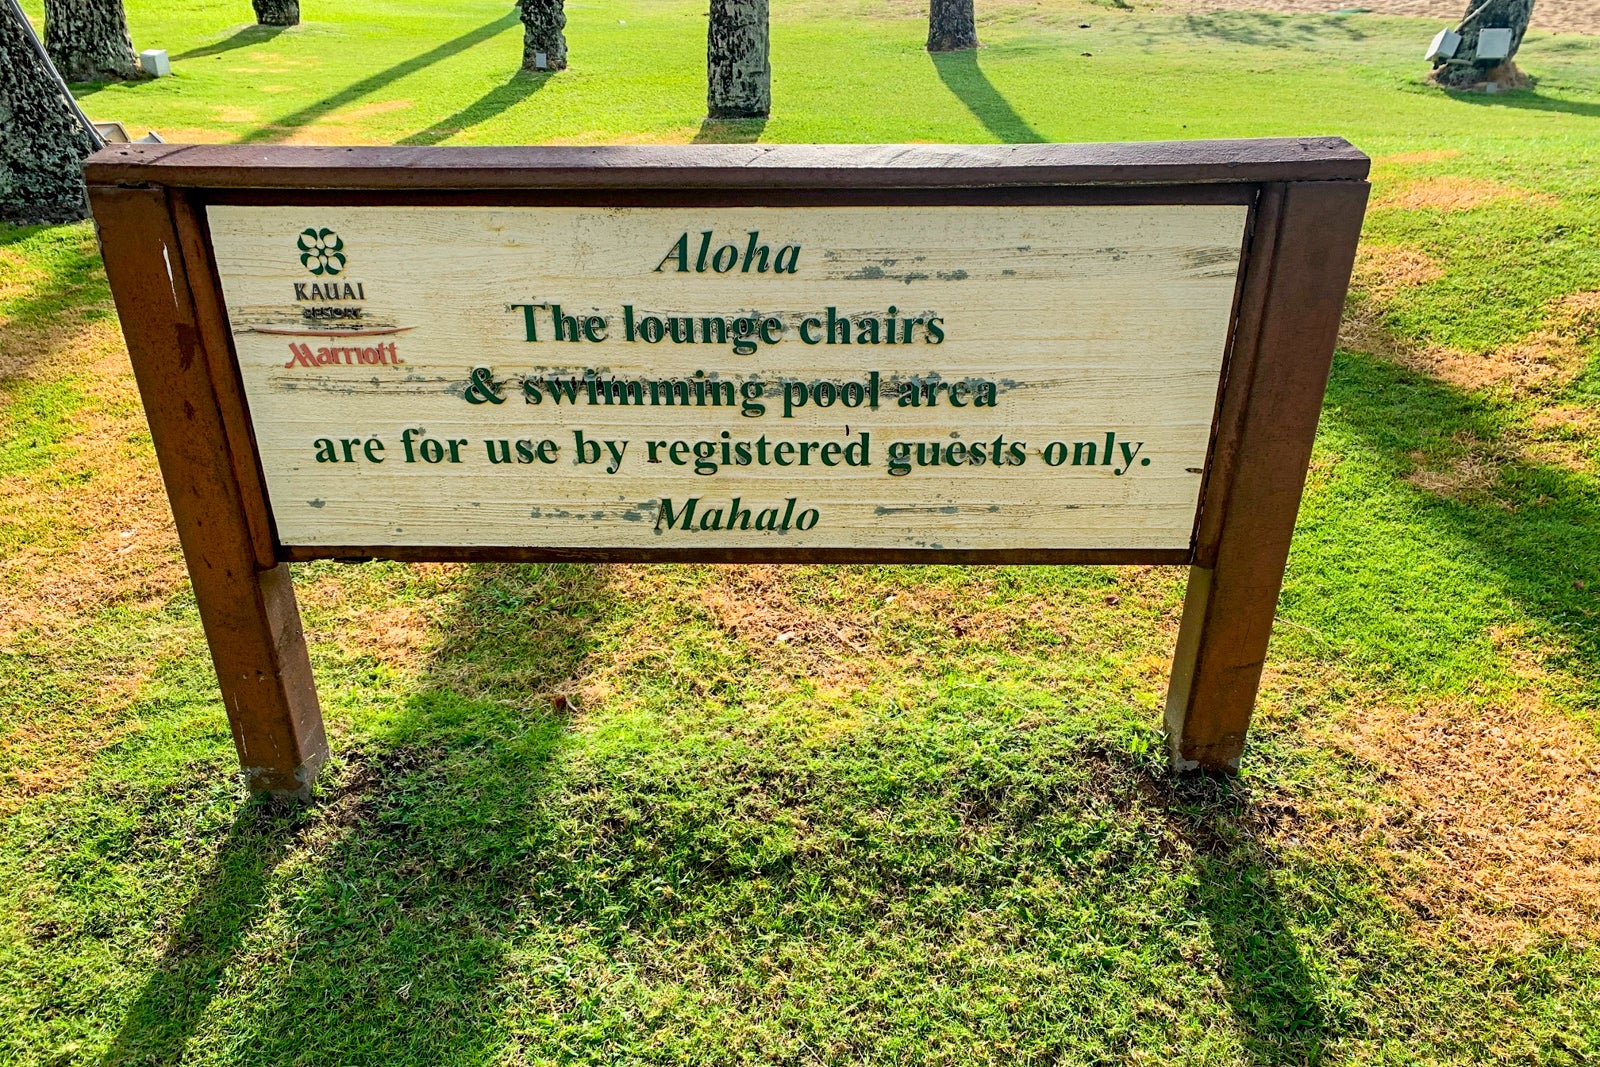 KAUAI
RESORT
Marriott.
Aloha
The lounge chairs
& swimming pool area
are for use by registered guests only.
Mahalo